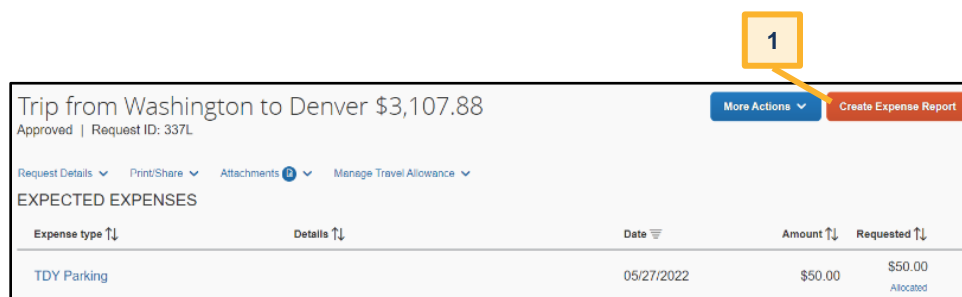 1
Trip from Washington to Denver $3,107.88
More Actions
Create Expense Report
Approved | Request ID: 337L
Request Details Print/Share Attachments Manage Travel Allowance
EXPECTED EXPENSES
Expense type Details Date Amount Requested
TDY Parking 05/27/2022 $50.00 $50.00
Allocated